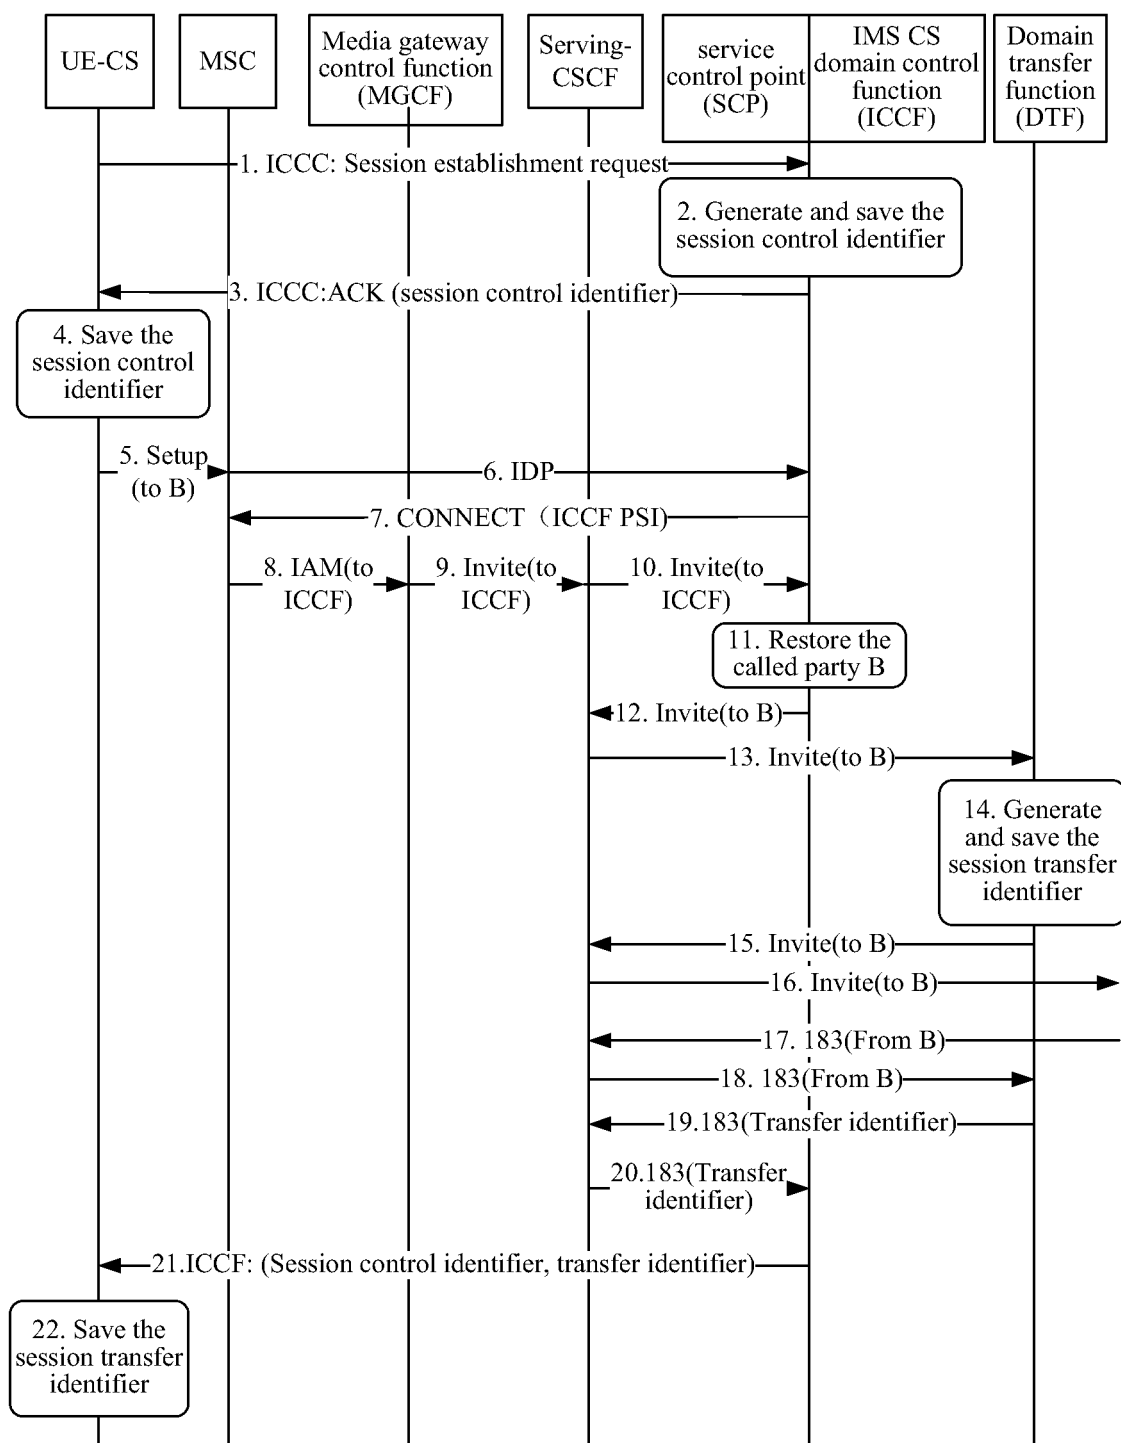 UE-CS
MSC
Media gateway
control function
(MGCF)
Serving-
CSCF
service
control point
(SCP)
IMS CS
domain control
function
(ICCF)
Domain
transfer
function
(DTF)
1. ICCC: Session establishment request
2. Generate and save the
session control identifier
3. ICCC:ACK (session control identifier)
4. Save the
session control
identifier
5. Setup
(to B)
6. IDP
7. CONNECT（ICCF PSI)
8. IAM(to
ICCF)
9. Invite(to
ICCF)
10. Invite(to
ICCF)
11. Restore the
called party B
12. Invite(to B)
13. Invite(to B)
14. Generate
and save the
session transfer
identifier
15. Invite(to B)
16. Invite(to B)
17. 183(From B)
18. 183(From B)
19.183(Transfer identifier)
20.183(Transfer
identifier)
21.ICCF: (Session control identifier, transfer identifier)
22. Save the
session transfer
identifier